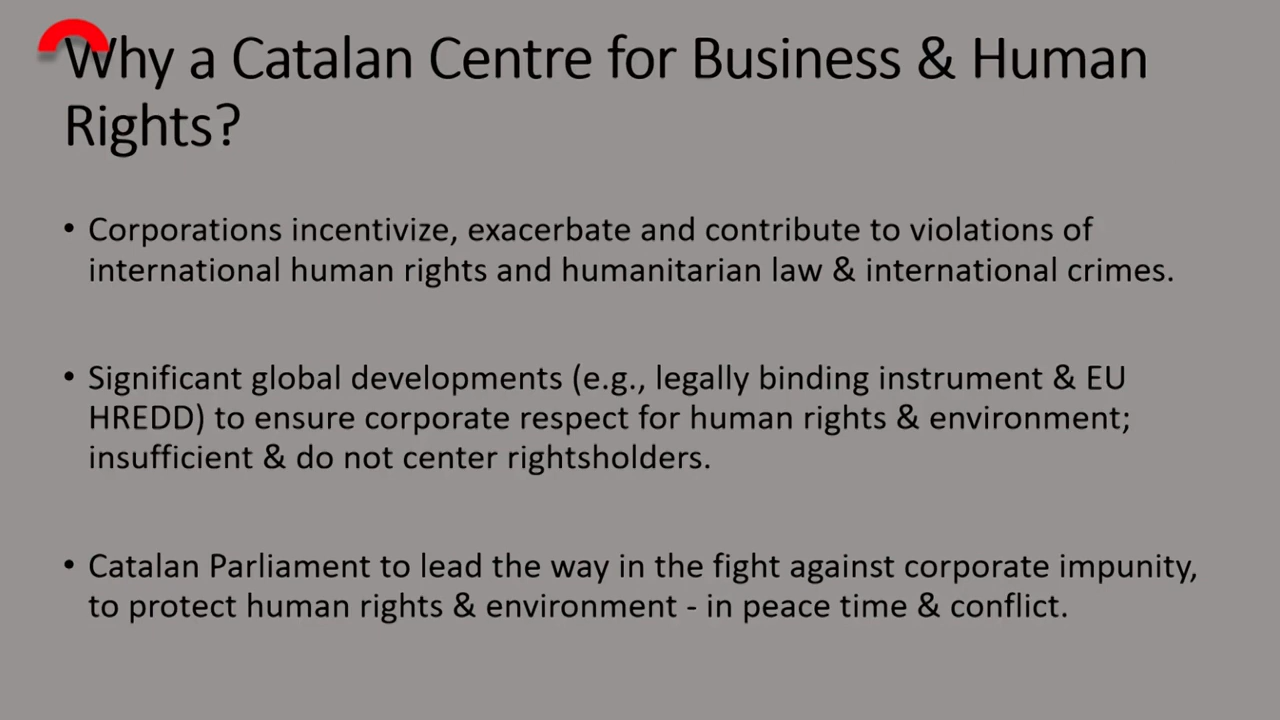 Why a Catalan Centre for Business & Human
Rights?
• Corporations incentivize, exacerbate and contribute to violations of
international human rights and humanitarian law & international crimes.
• Significant global developments (e.g., legally binding instrument & EU
HREDD) to ensure corporate respect for human rights & environment;
insufficient & do not center rightsholders.
• Catalan Parliament to lead the way in the fight against corporate impunity,
to protect human rights & environment - in peace time & conflict.